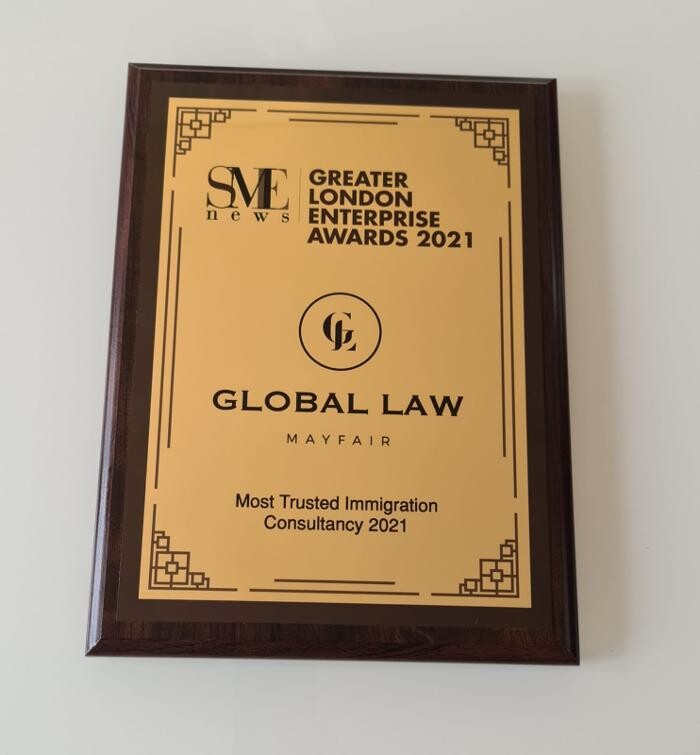 SME
news
GREATER
LONDON
ENTERPRISE
AWARDS 2021
GL
GLOBAL LAW
MAYFAIR
Most Trusted Immigration
Consultancy 2021